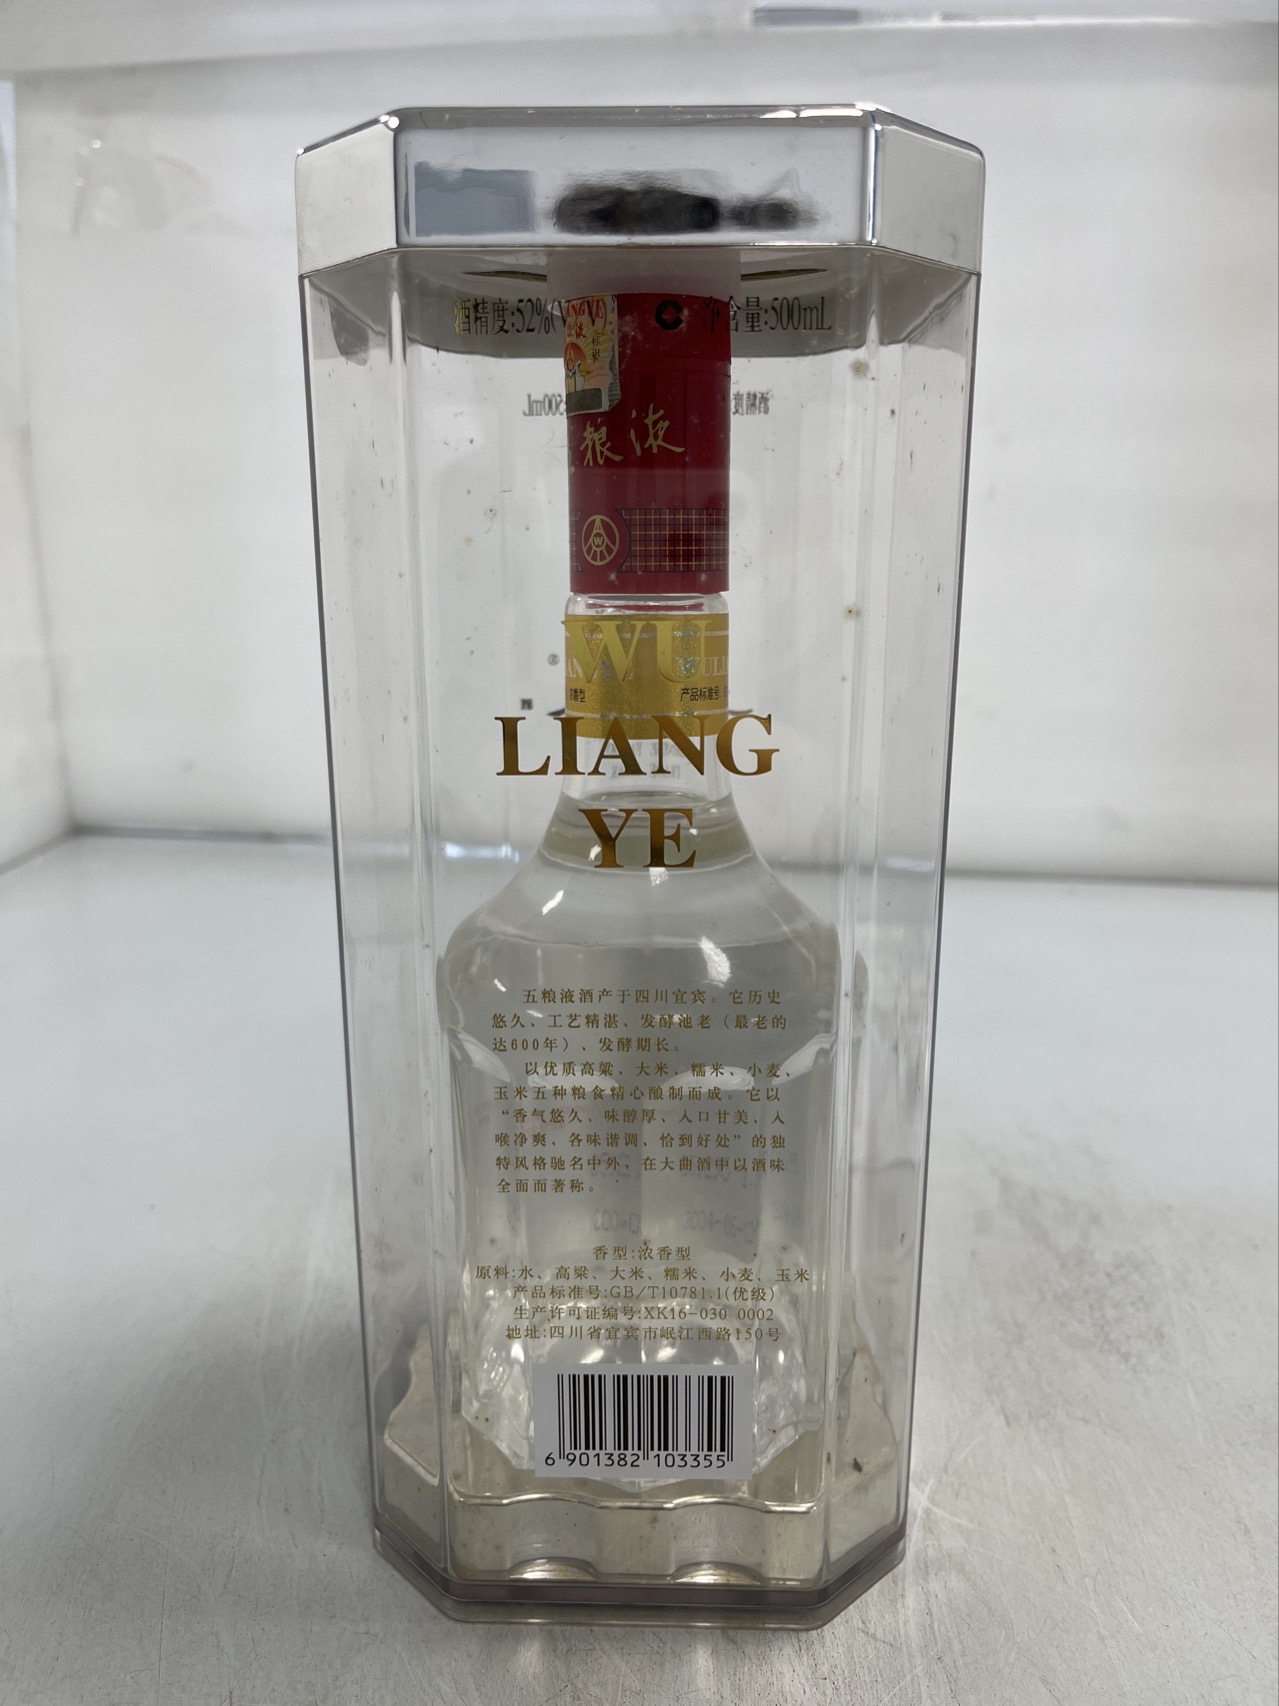 酒精度:52%(V/V)
净含量:500mL
标识
粮液
WU
LIANG
YE
产品标准号
五粮液酒产于四川宜宾。它历史
悠久、工艺精湛、发酵池老（最老的
达600年）、发酵期长。
以优质高粱、大米、糯米、小麦、
玉米五种粮食精心酿制而成。它以
“香气悠久、味醇厚、入口甘美、入
喉净爽、各味谐调、恰到好处”的独
特风格驰名中外，在大曲酒中以酒味
全面而著称。
香型:浓香型
原料:水、高粱、大米、糯米、小麦、玉米
产品标准号:GB/T10781.1(优级)
生产许可证编号:XK16-030 0002
地址:四川省宜宾市岷江西路150号
6 901382 103355